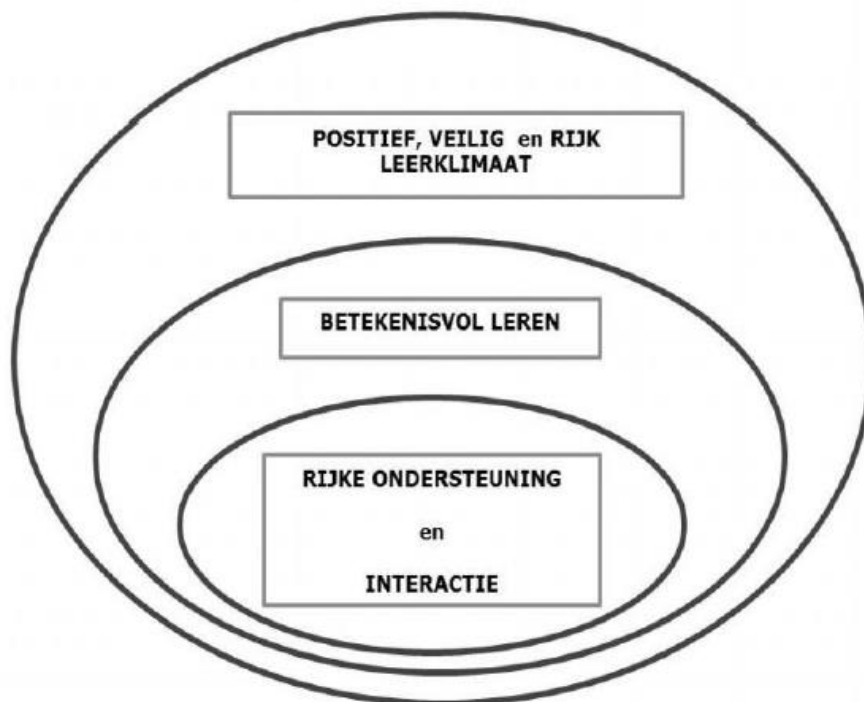 POSITIEF, VEILIG en RIJK
LEERKLIMAAT
BETEKENISVOL LEREN
RIJKE ONDERSTEUNING
en
INTERACTIE